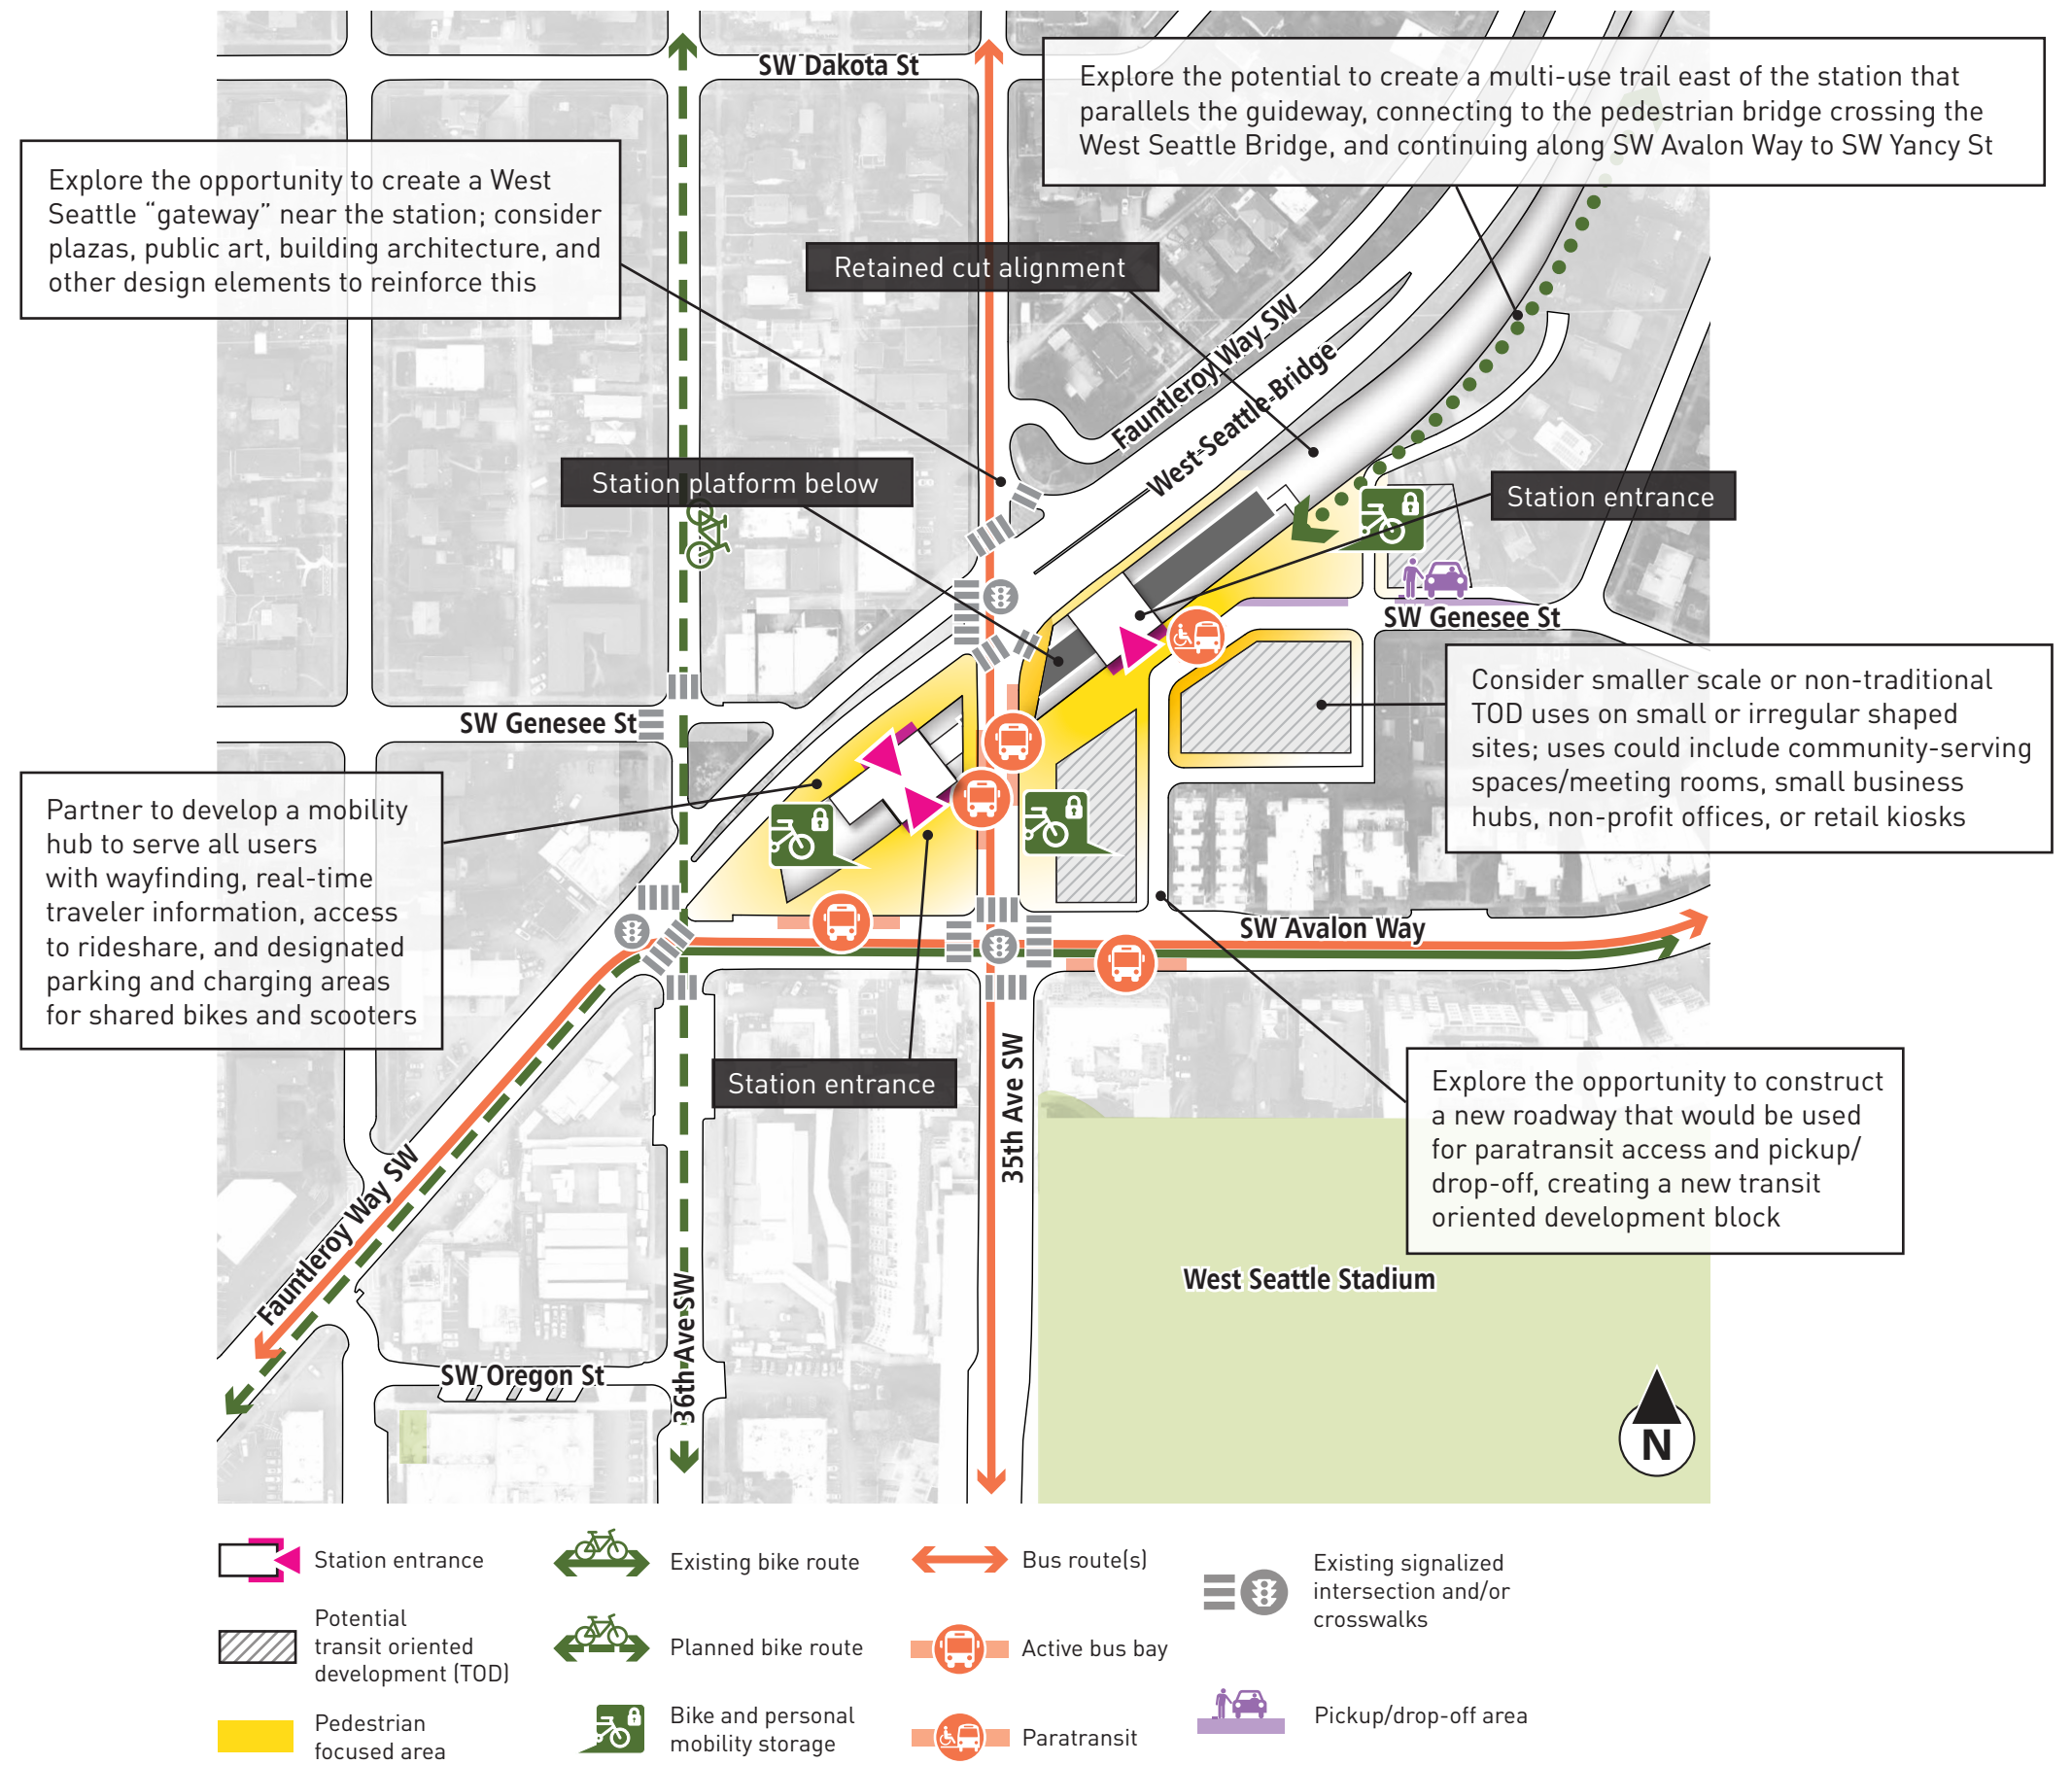 SW Dakota St
Explore the potential to create a multi-use trail east of the station that
parallels the guideway, connecting to the pedestrian bridge crossing the
West Seattle Bridge, and continuing along SW Avalon Way to SW Yancy St
Explore the opportunity to create a West
Seattle “gateway” near the station; consider
plazas, public art, building architecture, and
other design elements to reinforce this
Retained cut alignment
Fauntleroy Way SW
West Seattle Bridge
Station platform below
Station entrance
SW Genesee St
SW Genesee St
Consider smaller scale or non-traditional
TOD uses on small or irregular shaped
sites; uses could include community-serving
spaces/meeting rooms, small business
hubs, non-profit offices, or retail kiosks
Partner to develop a mobility
hub to serve all users
with wayfinding, real-time
traveler information, access
to rideshare, and designated
parking and charging areas
for shared bikes and scooters
SW Avalon Way
Station entrance
35th Ave SW
Explore the opportunity to construct
a new roadway that would be used
for paratransit access and pickup/
drop-off, creating a new transit
oriented development block
Fauntleroy Way SW
West Seattle Stadium
36th Ave SW
SW Oregon St
N
Station entrance
Potential
transit oriented
development (TOD)
Pedestrian
focused area
Existing bike route
Planned bike route
Bike and personal
mobility storage
Bus route(s)
Active bus bay
Paratransit
Existing signalized
intersection and/or
crosswalks
Pickup/drop-off area